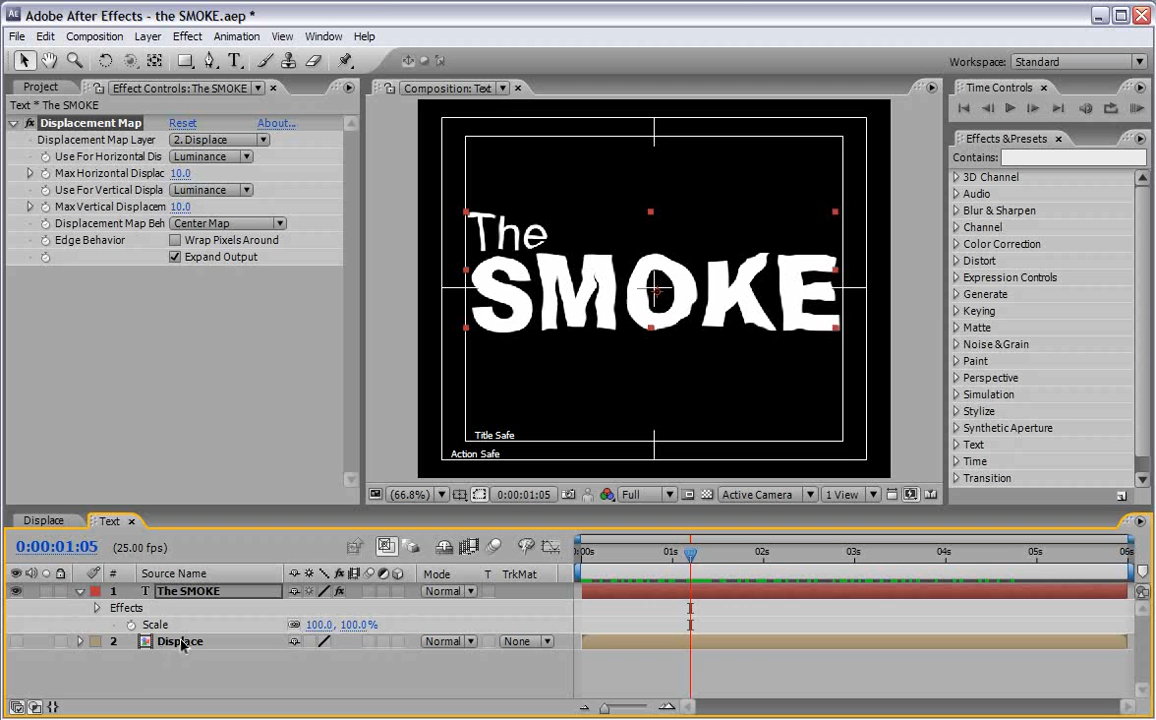 Adobe After Effects - the SMOKE.aep *
File Edit Composition Layer Effect Animation View Window Help
Workspace: Standard
Project Effect Controls: The SMOKE
Text * The SMOKE
Displacement Map Reset About...
Displacement Map Layer 2. Displace
Use For Horizontal Dis Luminance
Max Horizontal Displac 10.0
Use For Vertical Displa Luminance
Max Vertical Displacem 10.0
Displacement Map Beh Center Map
Edge Behavior Wrap Pixels Around
Expand Output
Composition: Text
The
SMOKE
Title Safe
Action Safe
(66.8%) 0:00:01:05 Full Active Camera 1 View
Time Controls
Effects & Presets
Contains:
3D Channel
Audio
Blur & Sharpen
Channel
Color Correction
Distort
Expression Controls
Generate
Keying
Matte
Noise & Grain
Paint
Perspective
Simulation
Stylize
Synthetic Aperture
Text
Time
Transition
Displace Text
0:00:01:05 (25.00 fps) 0:00s 01s 02s 03s 04s 05s 06s
# Source Name Mode T TrkMat
1 T The SMOKE Normal
Effects
Scale 100.0, 100.0%
2 Displace Normal None